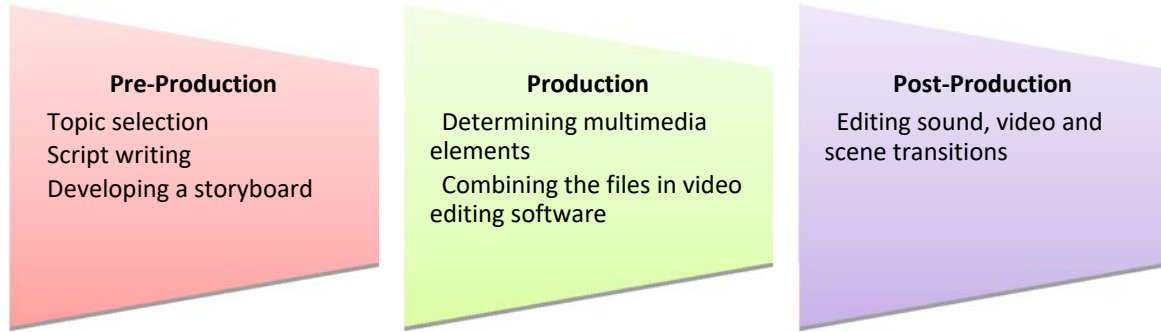 Pre-Production
Topic selection
Script writing
Developing a storyboard
Production
Determining multimedia
elements
Combining the files in video
editing software
Post-Production
Editing sound, video and
scene transitions